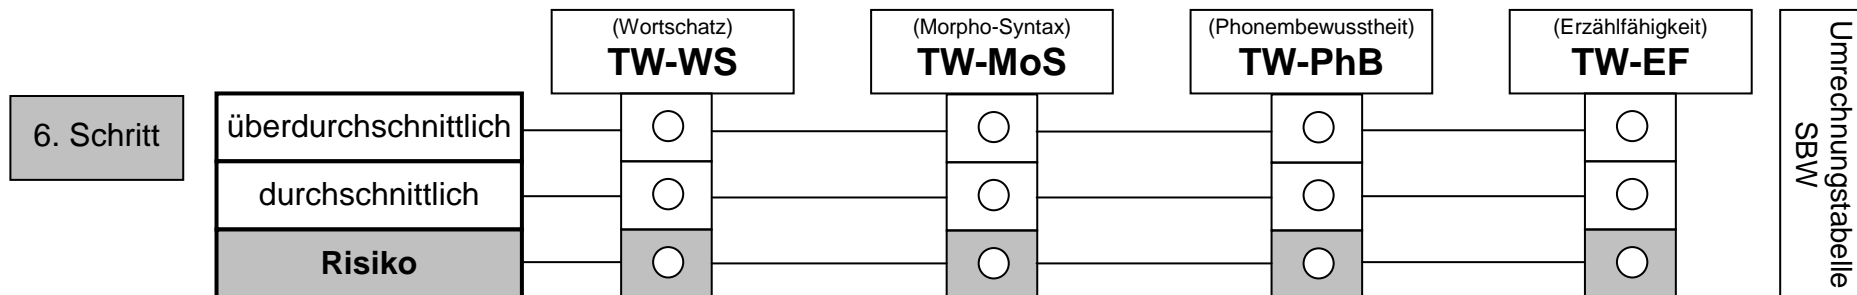 (Wortschatz)
TW-WS
(Morpho-Syntax)
TW-MoS
(Phonembewusstheit)
TW-PhB
(Erzählfähigkeit)
TW-EF
6. Schritt
überdurchschnittlich
durchschnittlich
Risiko
Umrechnungstabelle
SBW